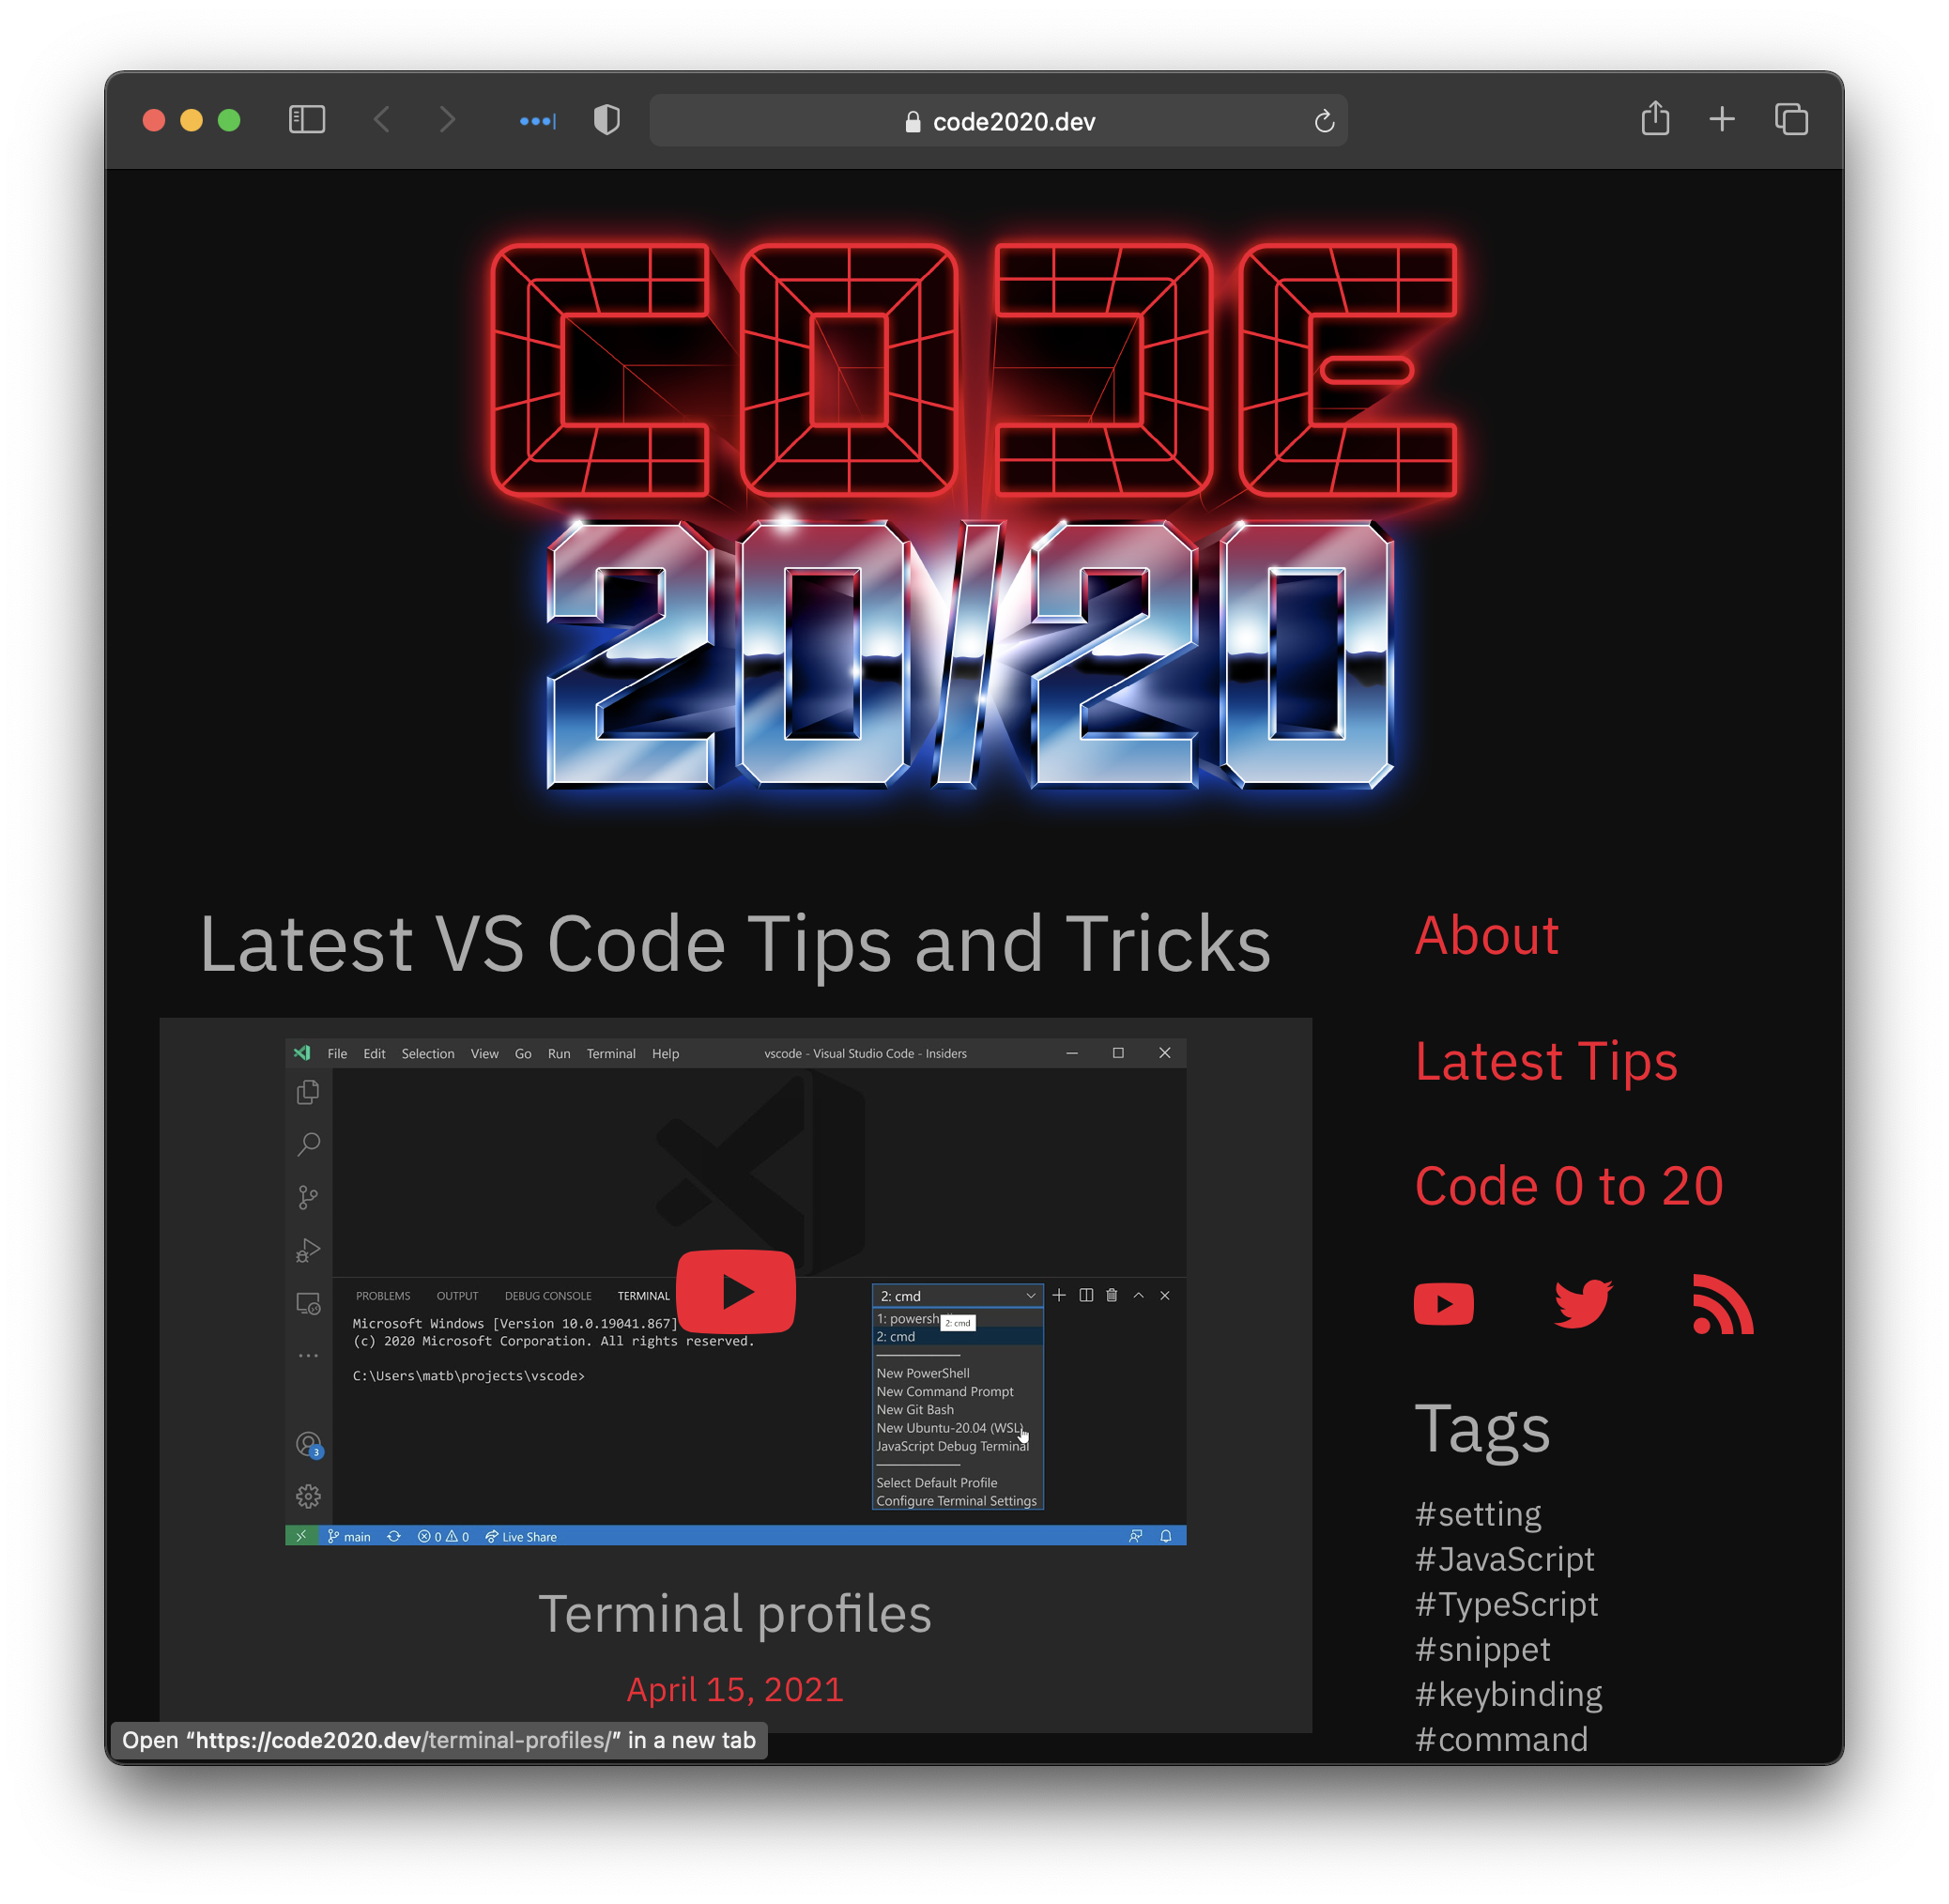 code2020.dev
CODE
20/20
Latest VS Code Tips and Tricks
File Edit Selection View Go Run Terminal Help vscode - Visual Studio Code - Insiders
PROBLEMS OUTPUT DEBUG CONSOLE TERMINAL
2: cmd
Microsoft Windows [Version 10.0.19041.867]
(c) 2020 Microsoft Corporation. All rights reserved.
C:\Users\matb\projects\vscode>
1: powersh
2: cmd
2: cmd
New PowerShell
New Command Prompt
New Git Bash
New Ubuntu-20.04 (WSL)
JavaScript Debug Terminal
Select Default Profile
Configure Terminal Settings
3
main 0 0 Live Share
Terminal profiles
April 15, 2021
About
Latest Tips
Code 0 to 20
Tags
#setting
#JavaScript
#TypeScript
#snippet
#keybinding
#command
Open “https://code2020.dev/terminal-profiles/” in a new tab